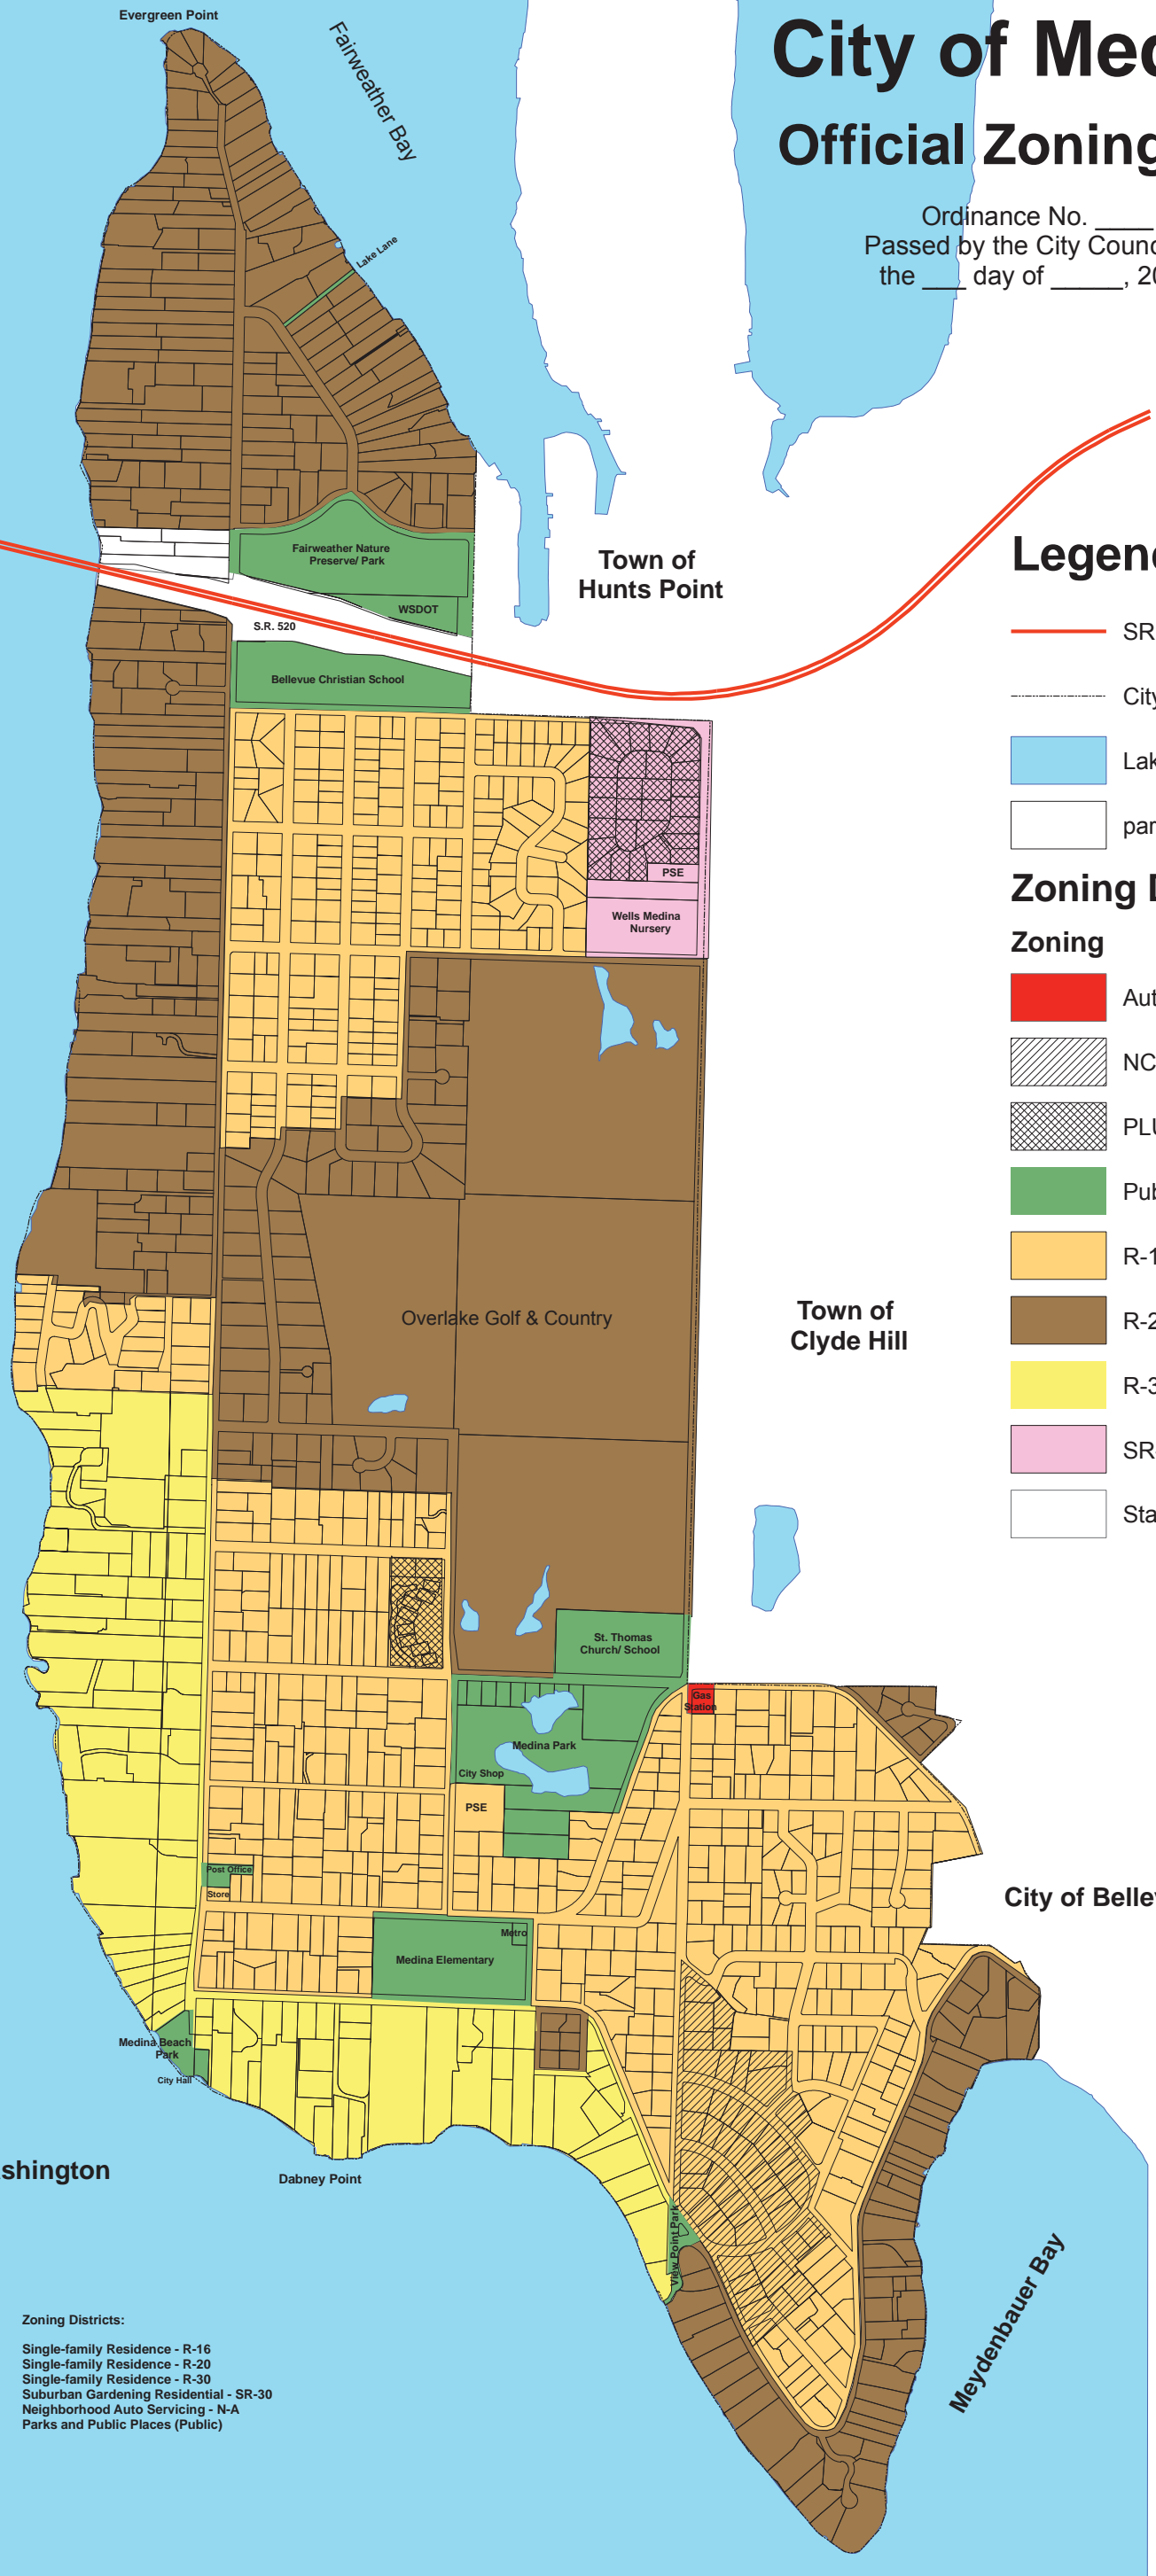 Evergreen Point
Fairweather Bay
City of Med
Official Zoning
Ordinance No. ____
Passed by the City Counc
the ___ day of _____, 20
Lake Lane
Fairweather Nature
Preserve/ Park
WSDOT
S.R. 520
Bellevue Christian School
Town of
Hunts Point
Legend
SR
City
Lak
par
Zoning D
Zoning
Aut
NC
PLU
Pub
R-1
R-2
R-3
SR
Sta
PSE
Wells Medina
Nursery
Overlake Golf & Country
Town of
Clyde Hill
St. Thomas
Church/ School
Gas
Station
Medina Park
City Shop
PSE
Post Office
Store
City of Belle
Metro
Medina Elementary
Medina Beach
Park
City Hall
shington
Dabney Point
View Point Park
Meydenbauer Bay
Zoning Districts:
Single-family Residence - R-16
Single-family Residence - R-20
Single-family Residence - R-30
Suburban Gardening Residential - SR-30
Neighborhood Auto Servicing - N-A
Parks and Public Places (Public)